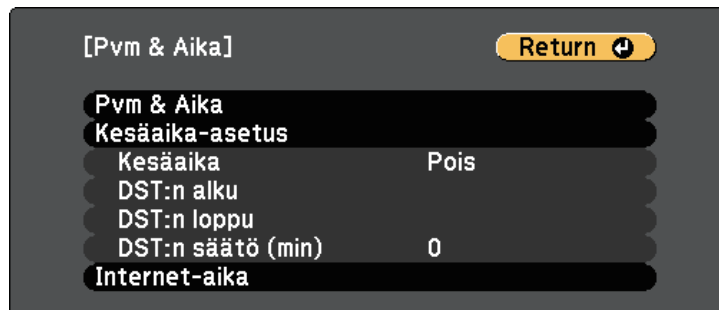 [Pvm & Aika] Return
Pvm & Aika
Kesäaika-asetus
Kesäaika Pois
DST:n alku
DST:n loppu
DST:n säätö (min) 0
Internet-aika